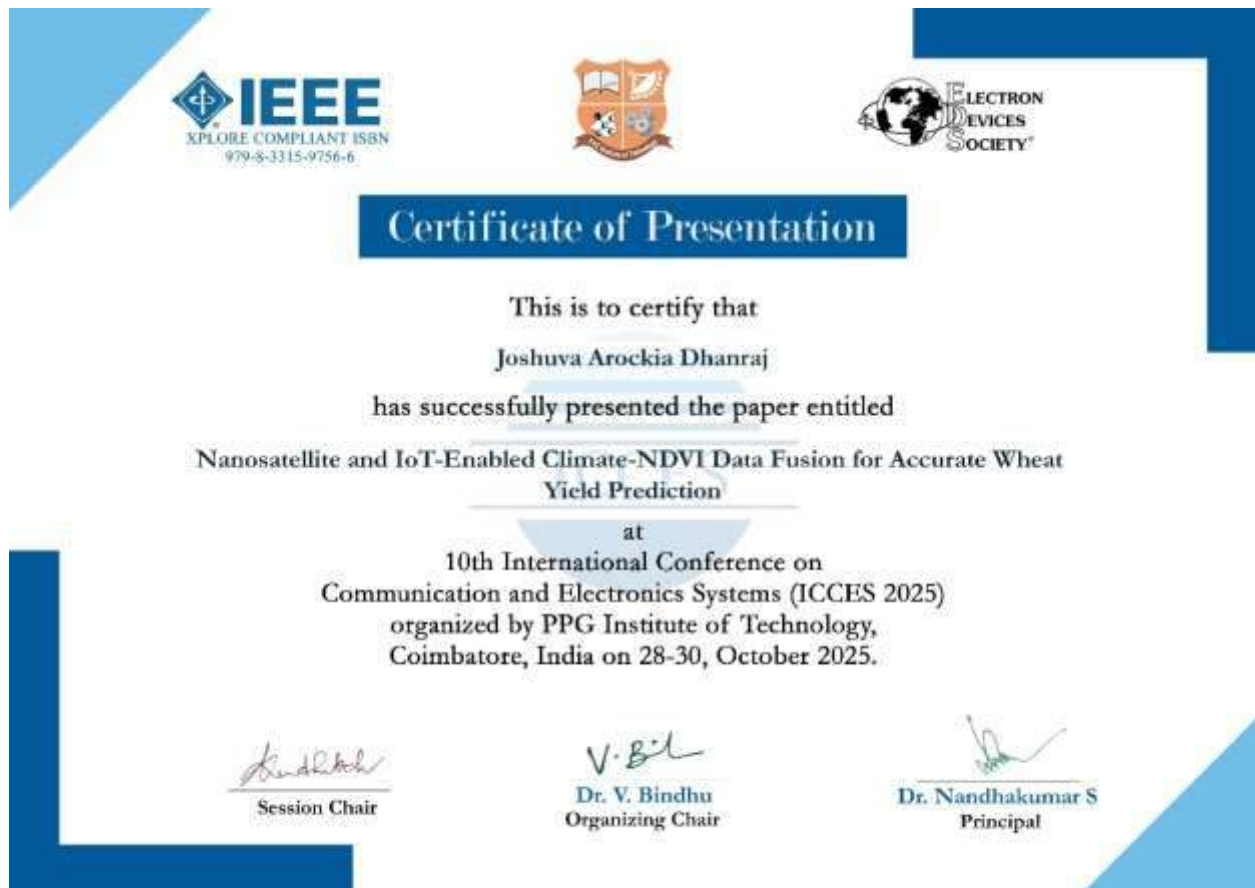 IEEE
XPLORE COMPLIANT ISBN
979-8-3315-9756-6
ELECTRON
DEVICES
SOCIETY
Certificate of Presentation
This is to certify that
Joshuva Arockia Dhanraj
has successfully presented the paper entitled
Nanosatellite and IoT-Enabled Climate-NDVI Data Fusion for Accurate Wheat
Yield Prediction
ICCES
at
10th International Conference on
Communication and Electronics Systems (ICCES 2025)
organized by PPG Institute of Technology,
Coimbatore, India on 28-30, October 2025.
V. Bil
Session Chair
Dr. V. Bindhu
Organizing Chair
Dr. Nandhakumar S
Principal